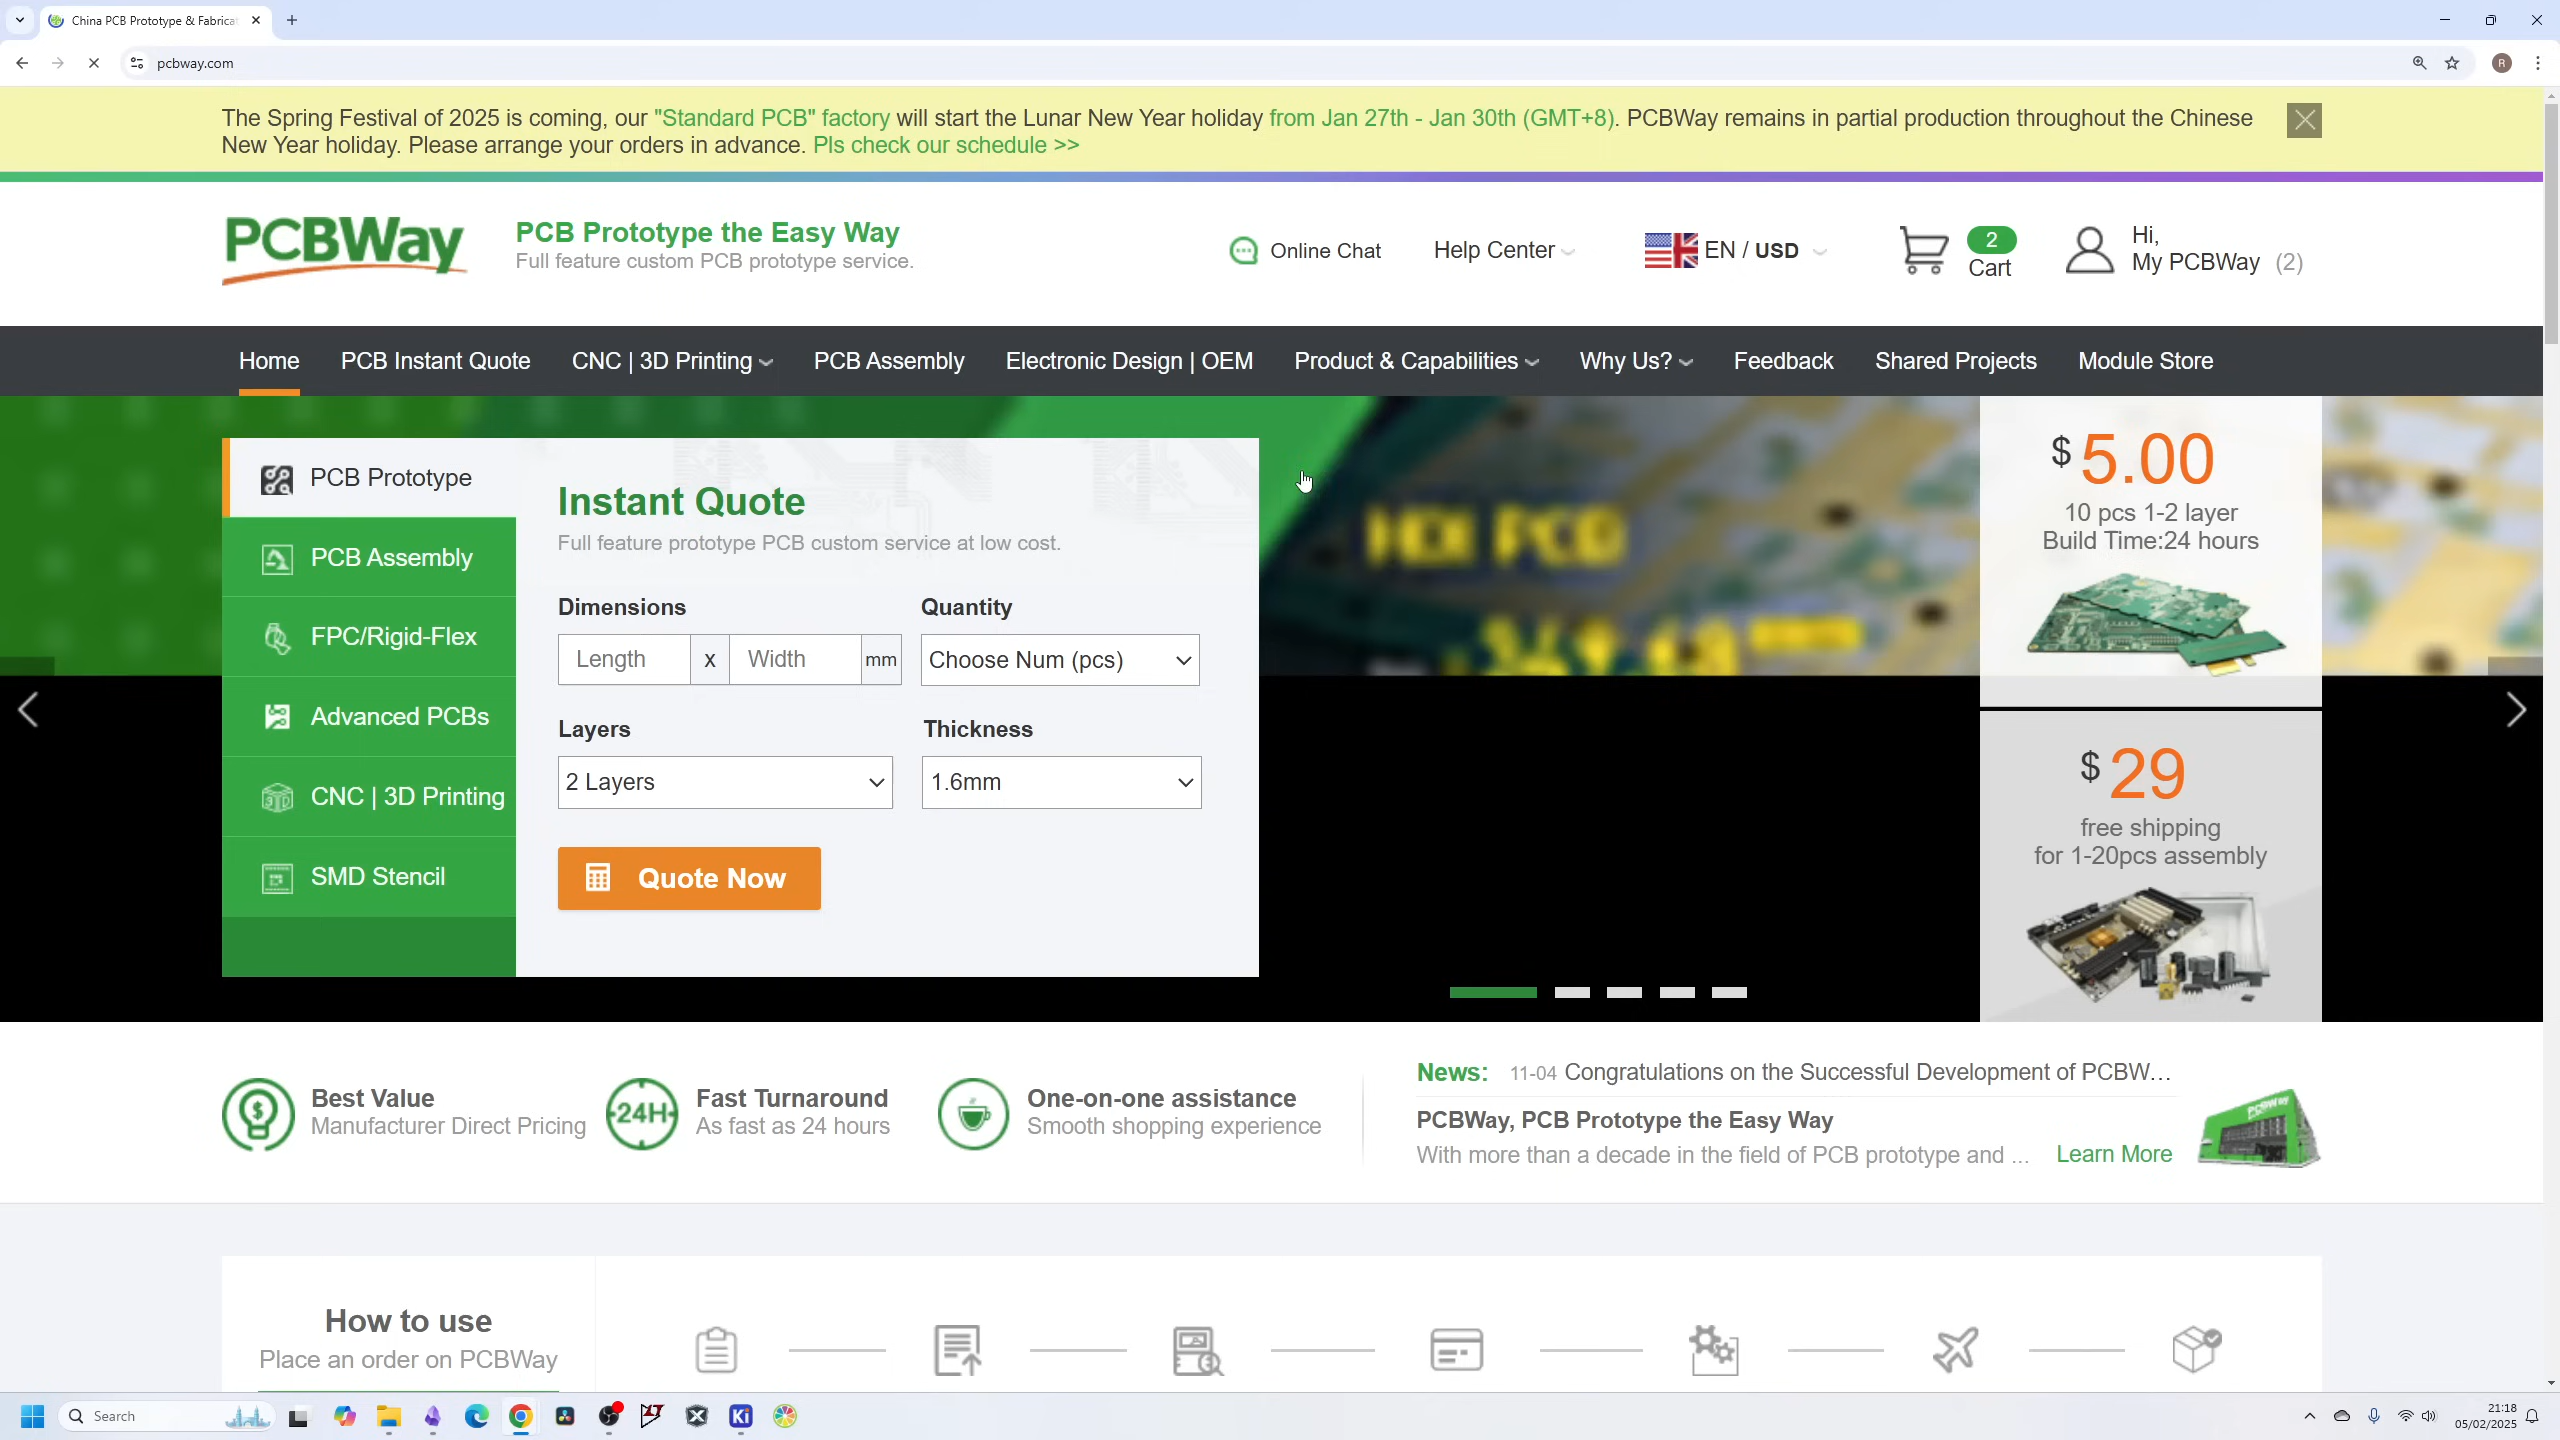 China PCB Prototype & Fabrica
pcbway.com
The Spring Festival of 2025 is coming, our "Standard PCB" factory will start the Lunar New Year holiday from Jan 27th - Jan 30th (GMT+8). PCBWay remains in partial production throughout the Chinese
New Year holiday. Please arrange your orders in advance. Pls check our schedule >>
PCBWay
PCB Prototype the Easy Way
Full feature custom PCB prototype service.
Online Chat
Help Center
EN / USD
2
Cart
Hi,
My PCBWay (2)
Home
PCB Instant Quote
CNC | 3D Printing
PCB Assembly
Electronic Design | OEM
Product & Capabilities
Why Us?
Feedback
Shared Projects
Module Store
PCB Prototype
PCB Assembly
FPC/Rigid-Flex
Advanced PCBs
CNC | 3D Printing
SMD Stencil
Instant Quote
Full feature prototype PCB custom service at low cost.
Dimensions
Quantity
Length x Width mm
Choose Num (pcs)
Layers
Thickness
2 Layers
1.6mm
Quote Now
HDI PCB
$ 5.00
10 pcs 1-2 layer
Build Time:24 hours
$ 29
free shipping
for 1-20pcs assembly
Best Value
Manufacturer Direct Pricing
24H
Fast Turnaround
As fast as 24 hours
One-on-one assistance
Smooth shopping experience
News: 11-04 Congratulations on the Successful Development of PCBW...
PCBWay, PCB Prototype the Easy Way
With more than a decade in the field of PCB prototype and ... Learn More
PCBWay
How to use
Place an order on PCBWay
Search
21:18
05/02/2025